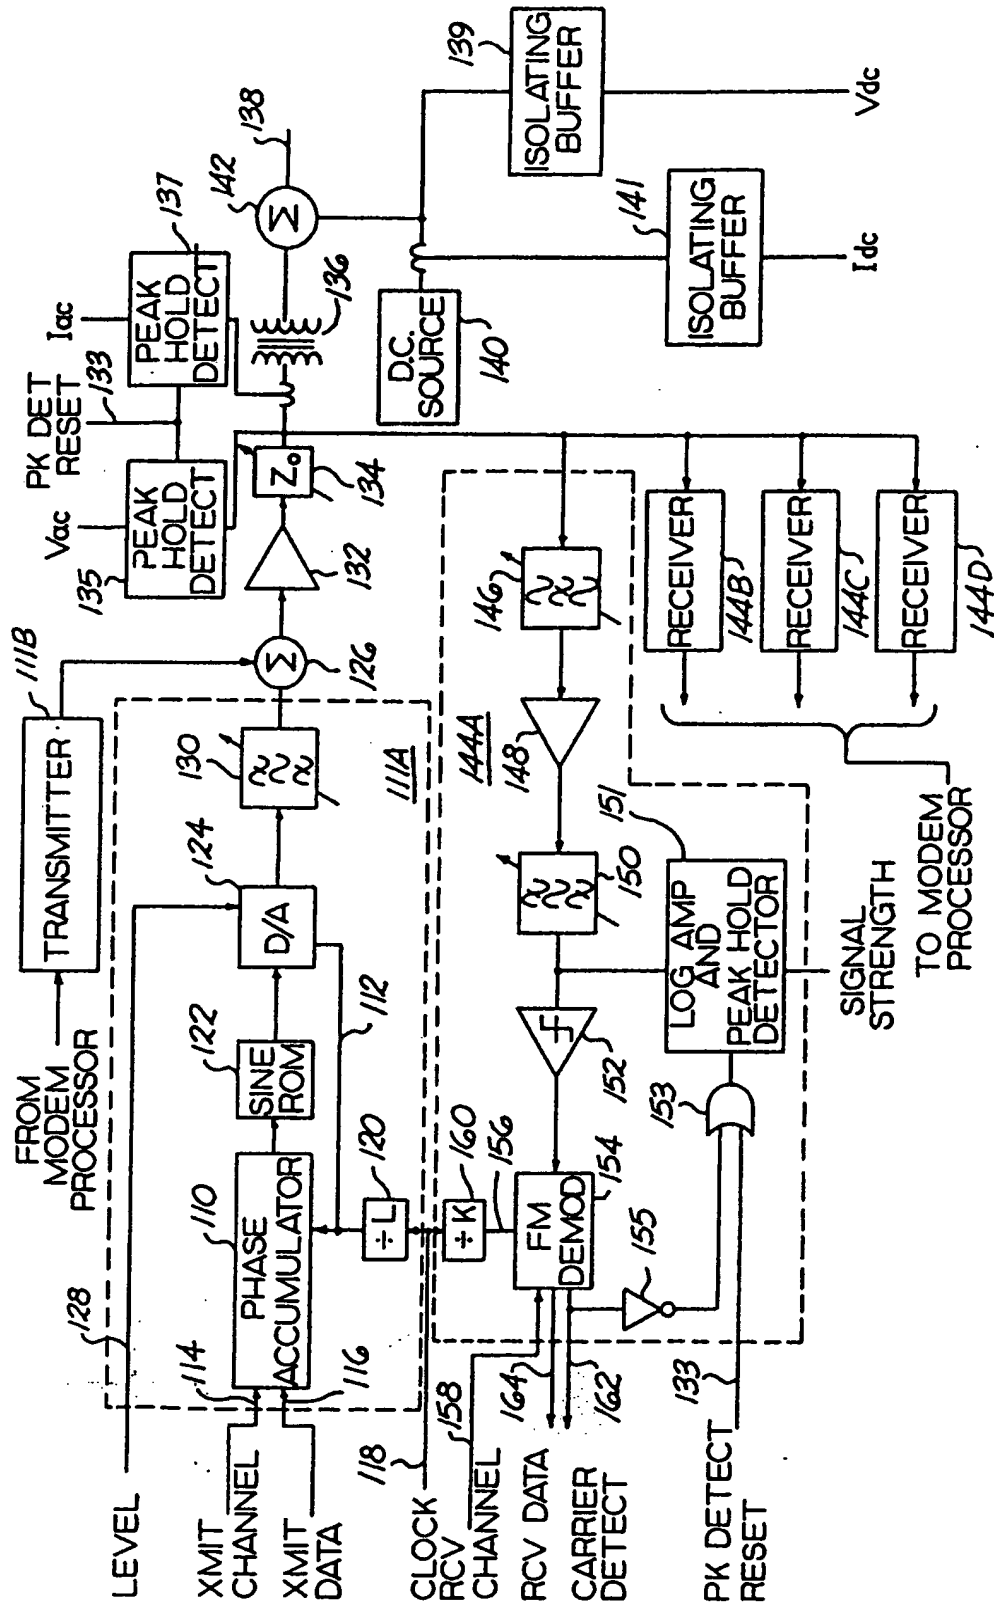 FROM
MODEM
PROCESSOR
TRANSMITTER
111B
LEVEL
128
XMIT
CHANNEL
114
XMIT
DATA
116
PHASE
ACCUMULATOR
110
SINE
ROM
122
D/A
124
130
112
÷L
120
111A
118
CLOCK
Σ
126
132
Z₀
134
Vac
PEAK
HOLD
DETECT
135
PK DET
RESET
133
Iac
PEAK
HOLD
DETECT
137
136
Σ
142
138
D.C.
SOURCE
140
ISOLATING
BUFFER
139
Vdc
ISOLATING
BUFFER
141
Idc
RCV
CHANNEL
158
RCV DATA
164
CARRIER
DETECT
162
PK DETECT
RESET
133
÷K
160
156
FM
DEMOD
154
155
153
152
150
148
146
144A
LOG AMP
AND
PEAK HOLD
DETECTOR
151
SIGNAL
STRENGTH
RECEIVER
144B
RECEIVER
144C
RECEIVER
144D
TO MODEM
PROCESSOR